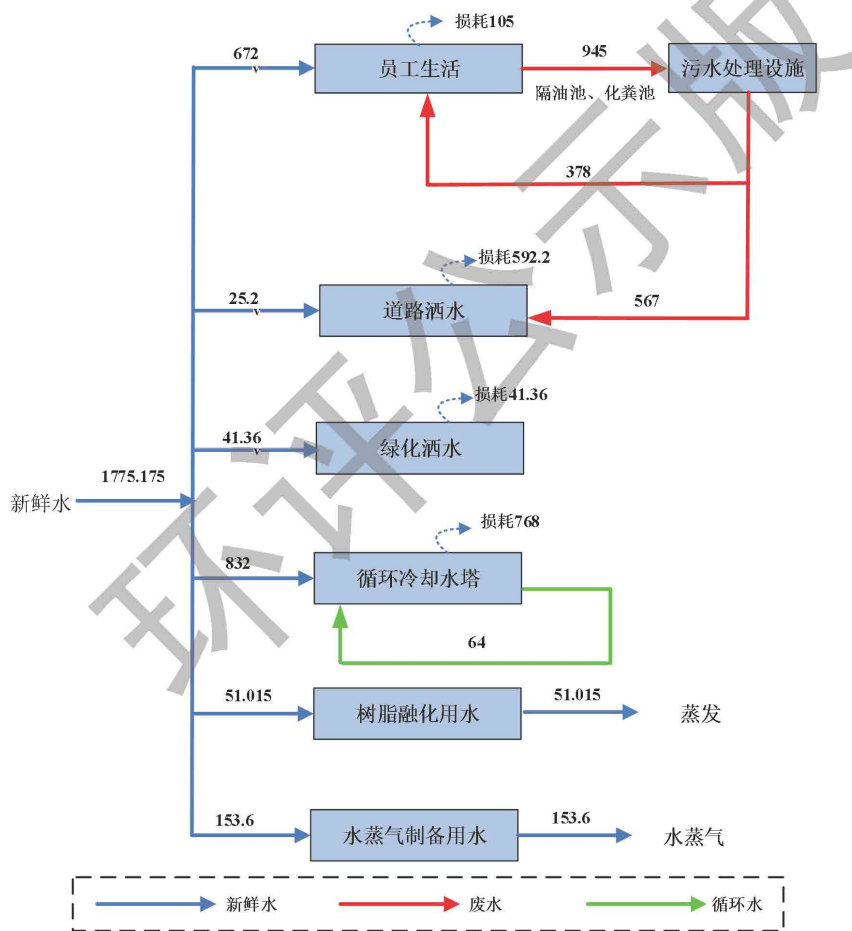 损耗105
672
员工生活
945
污水处理设施
隔油池、化粪池
378
损耗592.2
25.2
道路洒水
567
损耗41.36
41.36
绿化洒水
1775.175
新鲜水
损耗768
832
循环冷却水塔
64
51.015
树脂融化用水
51.015
蒸发
153.6
水蒸气制备用水
153.6
水蒸气
新鲜水
废水
循环水
环评公示版